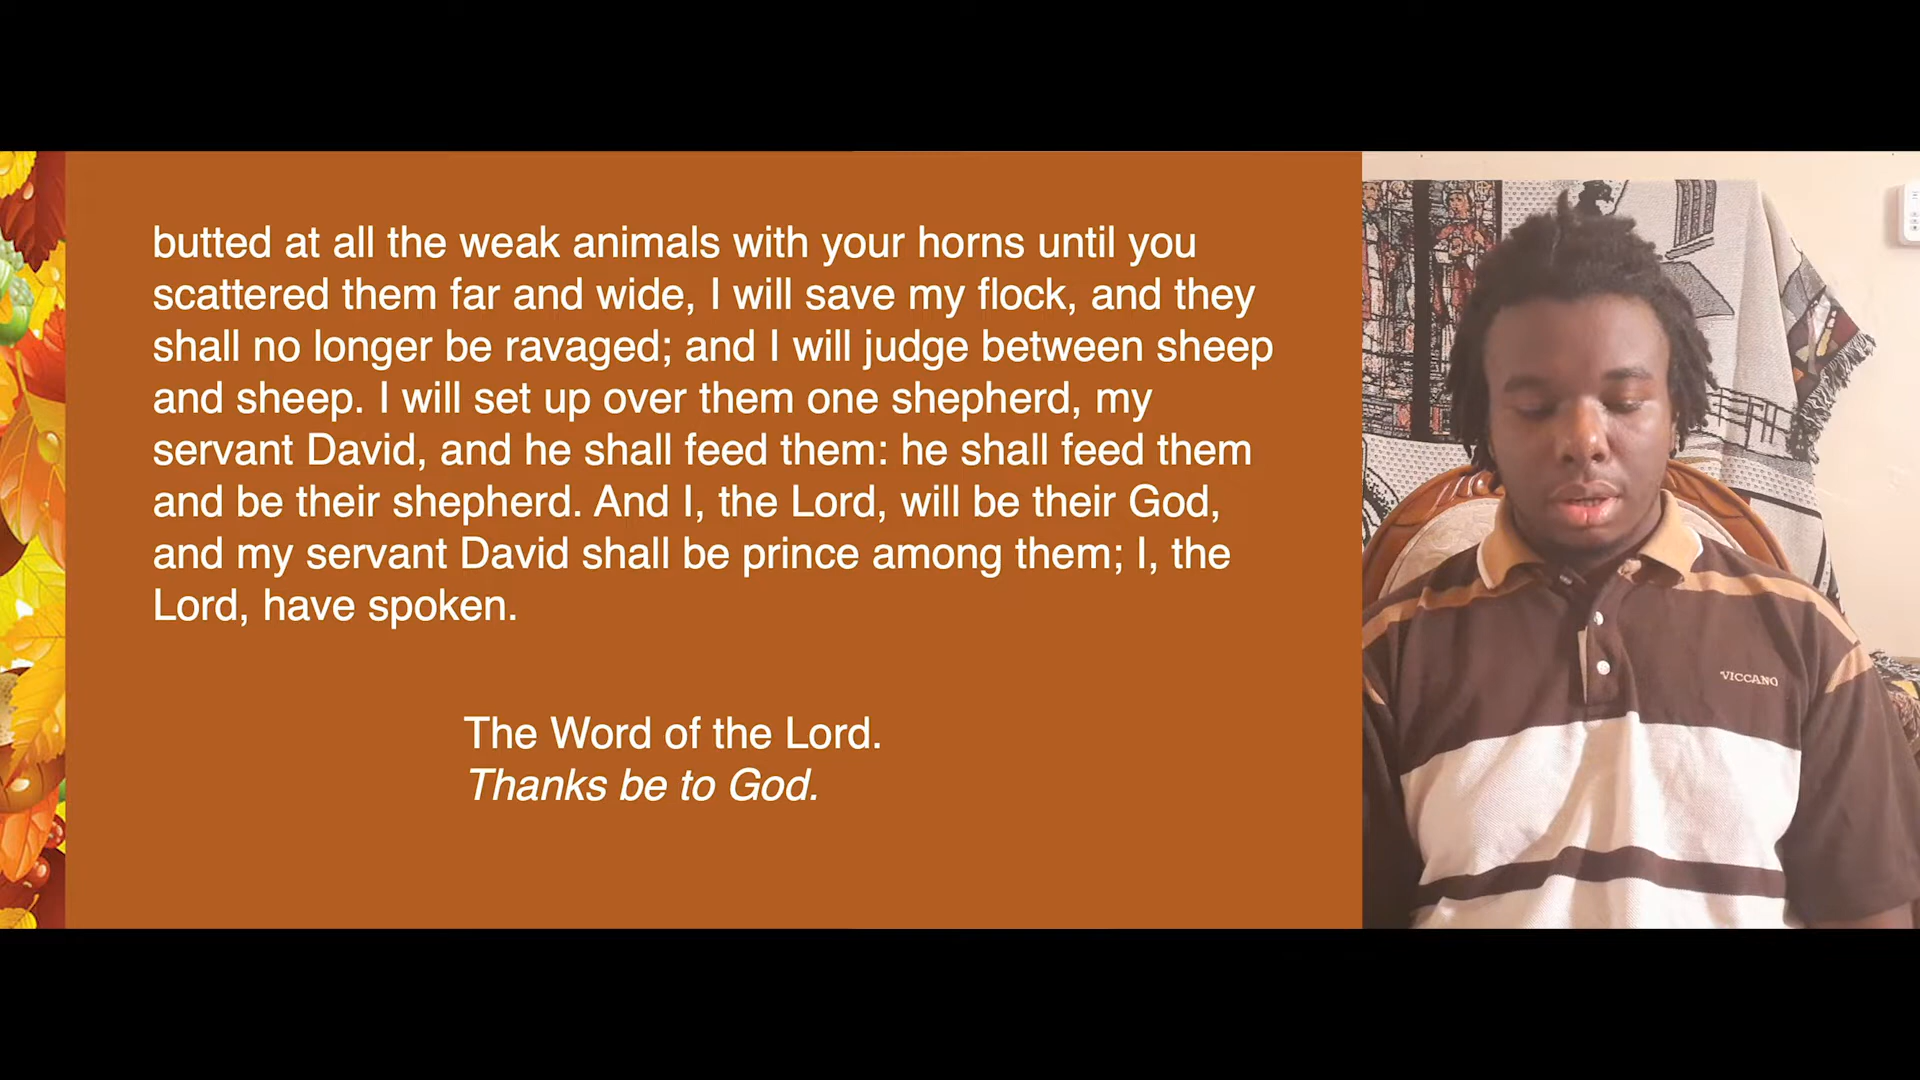 butted at all the weak animals with your horns until you
scattered them far and wide, I will save my flock, and they
shall no longer be ravaged; and I will judge between sheep
and sheep. I will set up over them one shepherd, my
servant David, and he shall feed them: he shall feed them
and be their shepherd. And I, the Lord, will be their God,
and my servant David shall be prince among them; I, the
Lord, have spoken.
The Word of the Lord.
Thanks be to God.
VICCANO